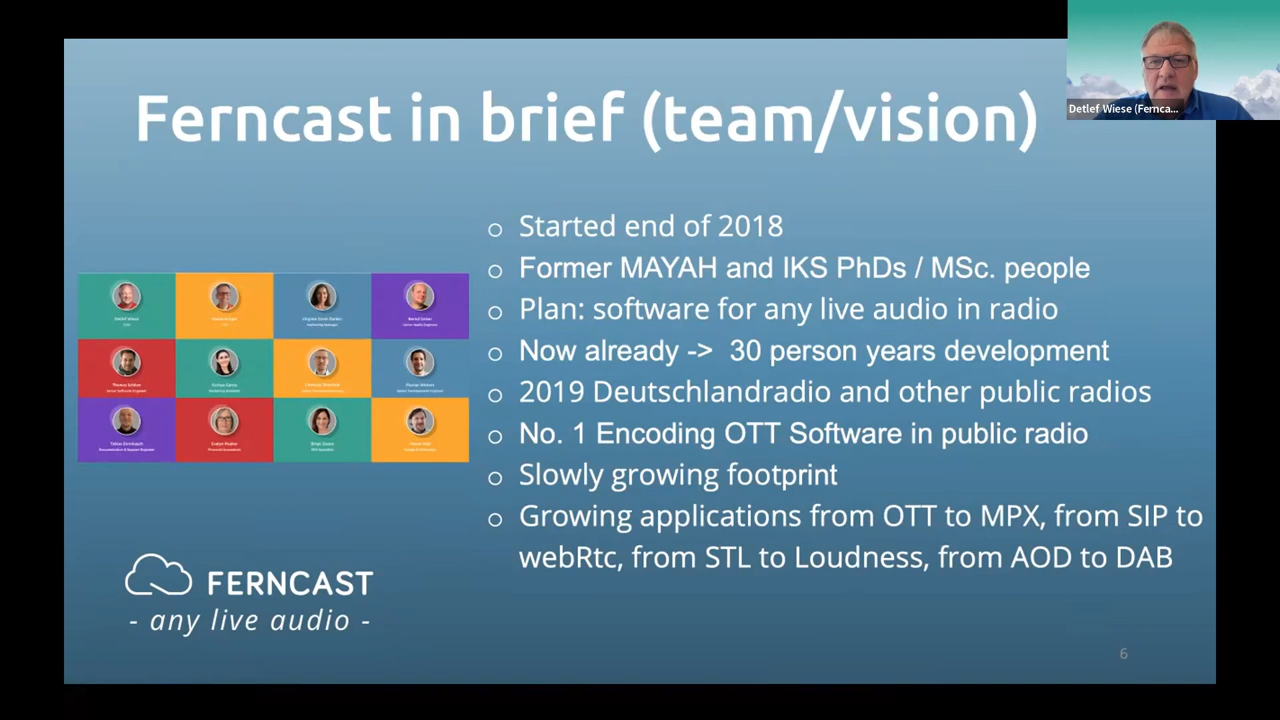 Ferncast in brief (team/vision)
Detlef Wiese (Fernca...
o Started end of 2018
o Former MAYAH and IKS PhDs / MSc. people
o Plan: software for any live audio in radio
o Now already -> 30 person years development
o 2019 Deutschlandradio and other public radios
o No. 1 Encoding OTT Software in public radio
o Slowly growing footprint
o Growing applications from OTT to MPX, from SIP to
webRtc, from STL to Loudness, from AOD to DAB
Detlef Wiese
FERNCAST
- any live audio -
6